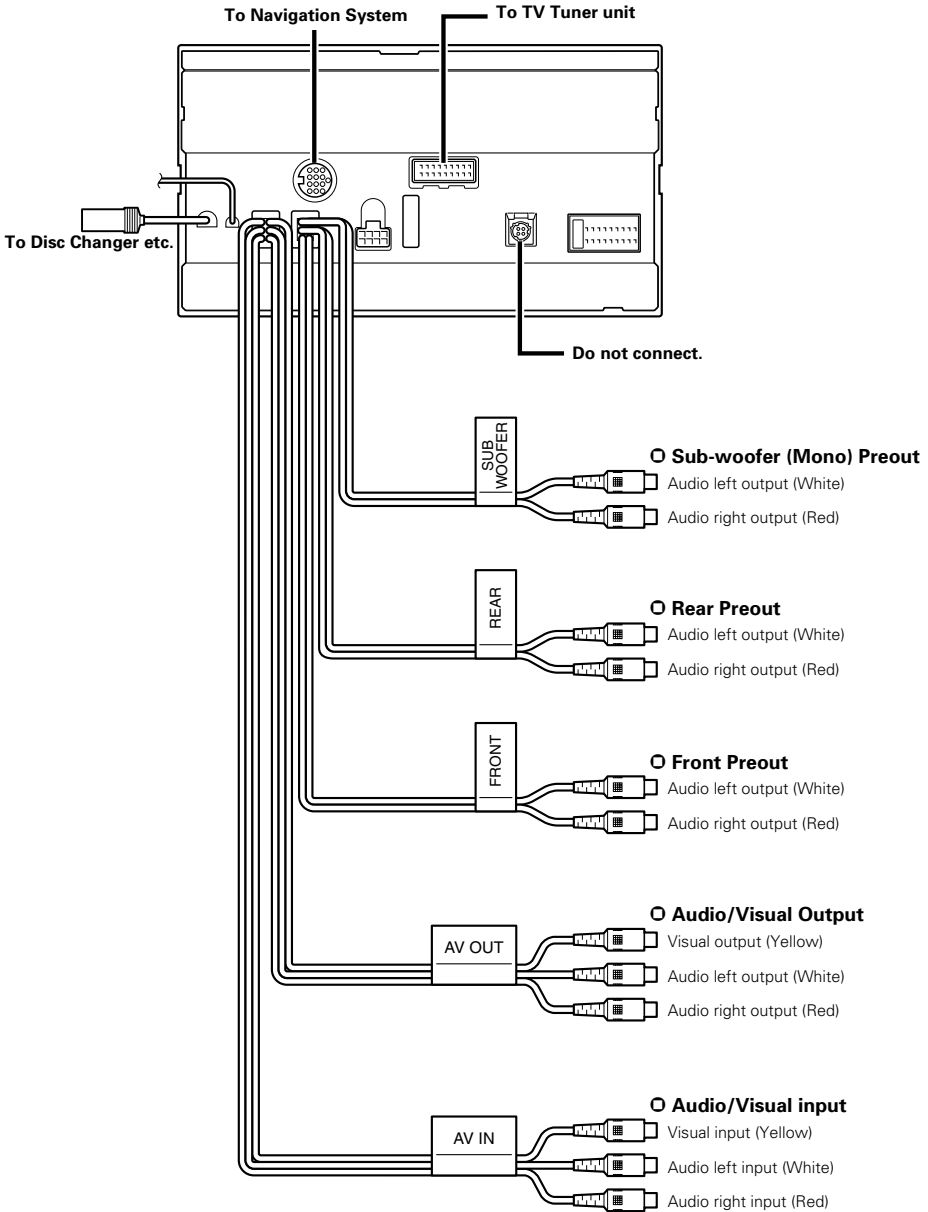 To Navigation System
To TV Tuner unit
To Disc Changer etc.
Do not connect.
SUB
WOOFER
Sub-woofer (Mono) Preout
Audio left output (White)
Audio right output (Red)
REAR
Rear Preout
Audio left output (White)
Audio right output (Red)
FRONT
Front Preout
Audio left output (White)
Audio right output (Red)
AV OUT
Audio/Visual Output
Visual output (Yellow)
Audio left output (White)
Audio right output (Red)
AV IN
Audio/Visual input
Visual input (Yellow)
Audio left input (White)
Audio right input (Red)